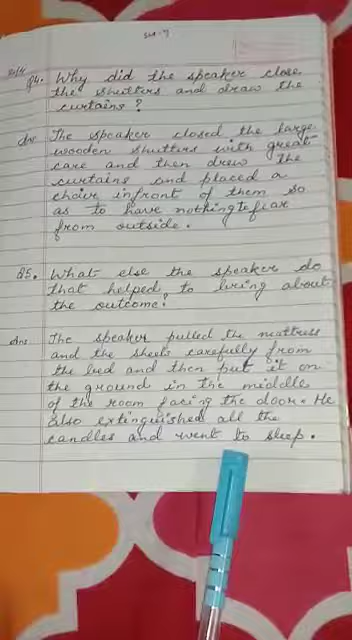 Q4. Why did the speaker close
the shutters and draw the
curtains?
Ans The speaker closed the large
wooden shutters with great
care and then drew the
curtains and placed a
chair infront of them so
as to have nothing to fear
from outside.
Q5. What else the speaker do
that helped to bring about
the outcome?
Ans The speaker pulled the mattress
and the sheets carefully from
the bed and then put it on
the ground in the middle
of the room facing the door. He
also extinguished all the
candles and went to sleep.